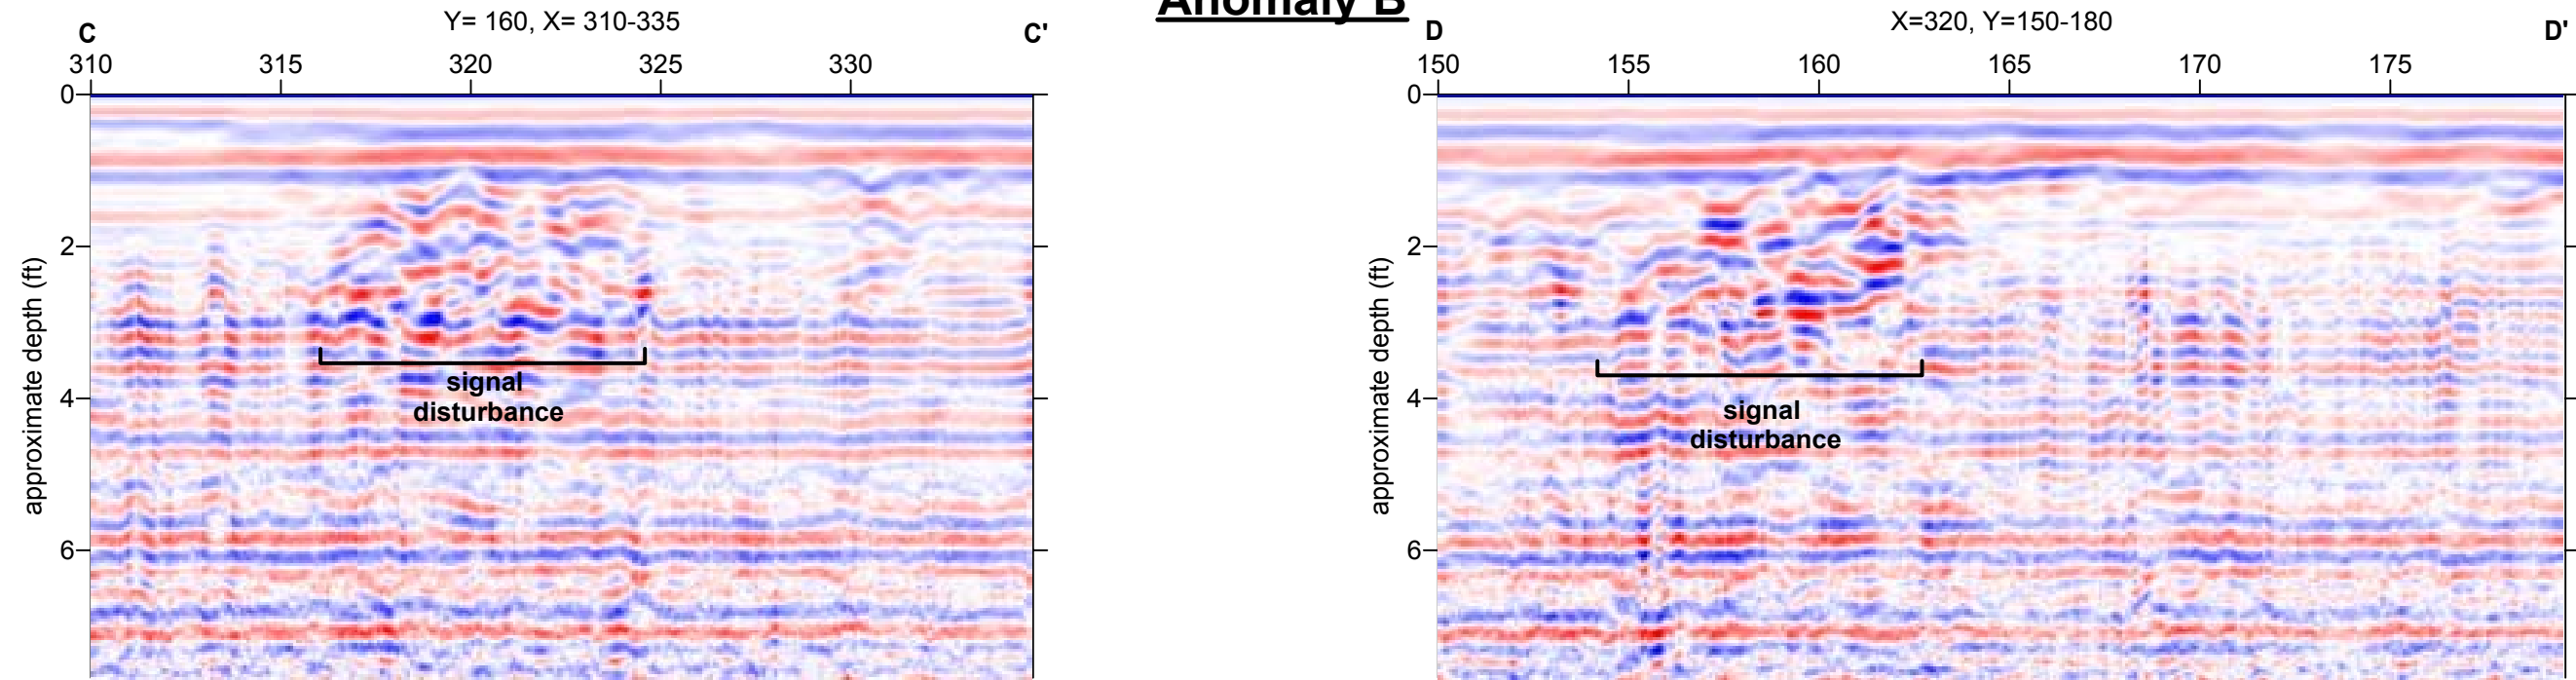 Anomaly B
Y= 160, X= 310-335
C
C'
310 315 320 325 330
0
2
4
6
approximate depth (ft)
signal
disturbance
X=320, Y=150-180
D
D'
150 155 160 165 170 175
0
2
4
6
approximate depth (ft)
signal
disturbance